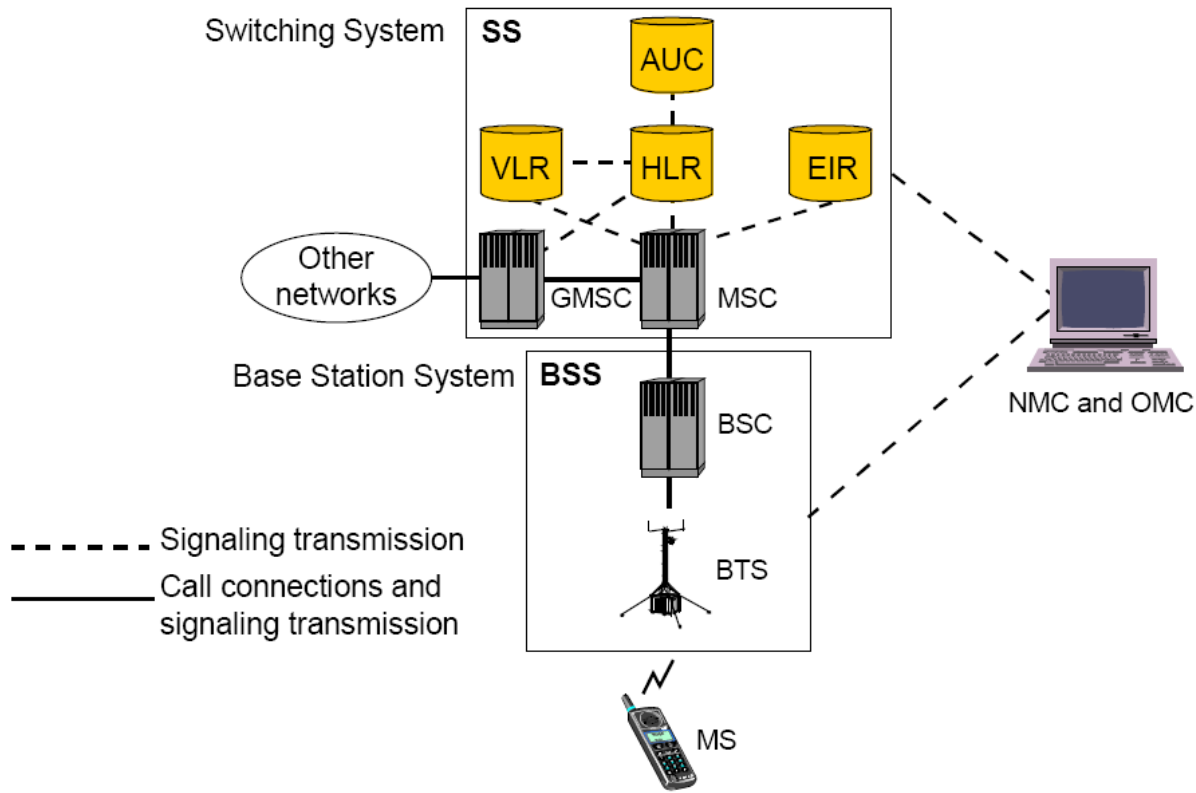 Switching System
SS
AUC
VLR
HLR
EIR
Other
networks
GMSC
MSC
Base Station System
BSS
BSC
NMC and OMC
Signaling transmission
BTS
Call connections and
signaling transmission
MS